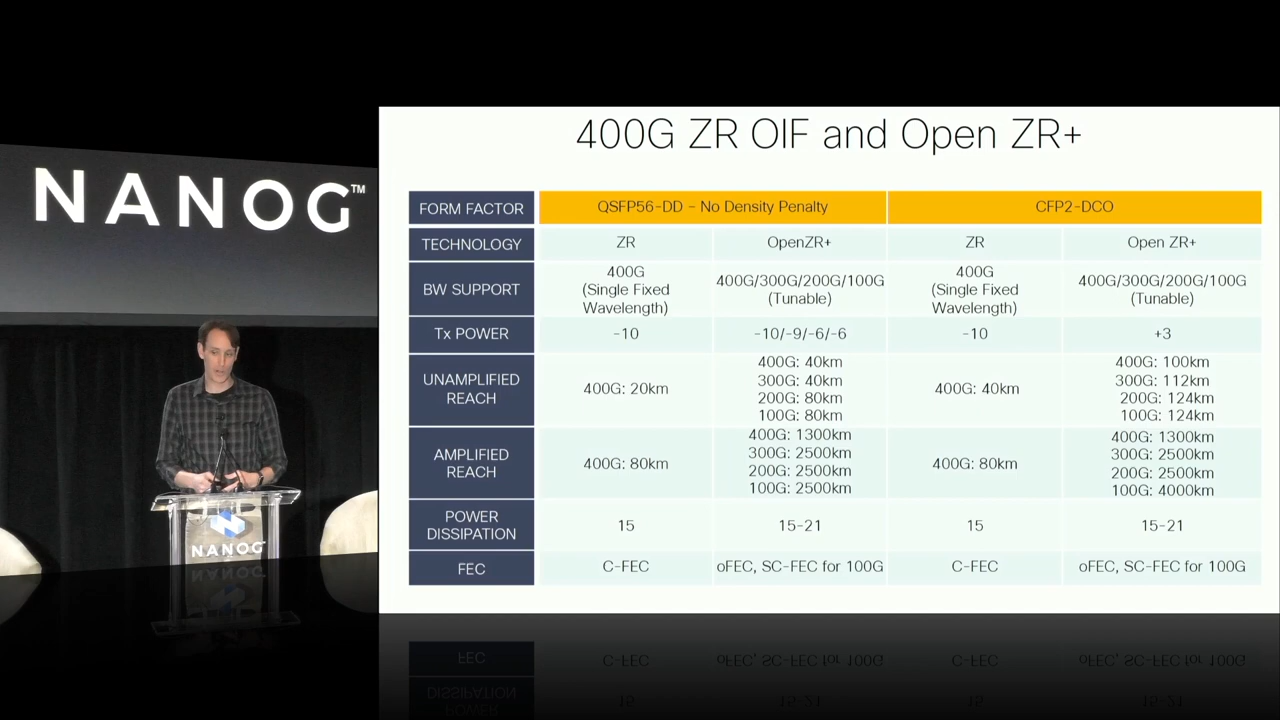 NANOG™
NANOG
400G ZR OIF and Open ZR+
FORM FACTOR
QSFP56-DD – No Density Penalty
CFP2-DCO
TECHNOLOGY
ZR
OpenZR+
ZR
Open ZR+
BW SUPPORT
400G
(Single Fixed
Wavelength)
400G/300G/200G/100G
(Tunable)
400G
(Single Fixed
Wavelength)
400G/300G/200G/100G
(Tunable)
Tx POWER
-10
-10/-9/-6/-6
-10
+3
UNAMPLIFIED
REACH
400G: 20km
400G: 40km
300G: 40km
200G: 80km
100G: 80km
400G: 40km
400G: 100km
300G: 112km
200G: 124km
100G: 124km
AMPLIFIED
REACH
400G: 80km
400G: 1300km
300G: 2500km
200G: 2500km
100G: 2500km
400G: 80km
400G: 1300km
300G: 2500km
200G: 2500km
100G: 4000km
POWER
DISSIPATION
15
15-21
15
15-21
FEC
C-FEC
oFEC, SC-FEC for 100G
C-FEC
oFEC, SC-FEC for 100G